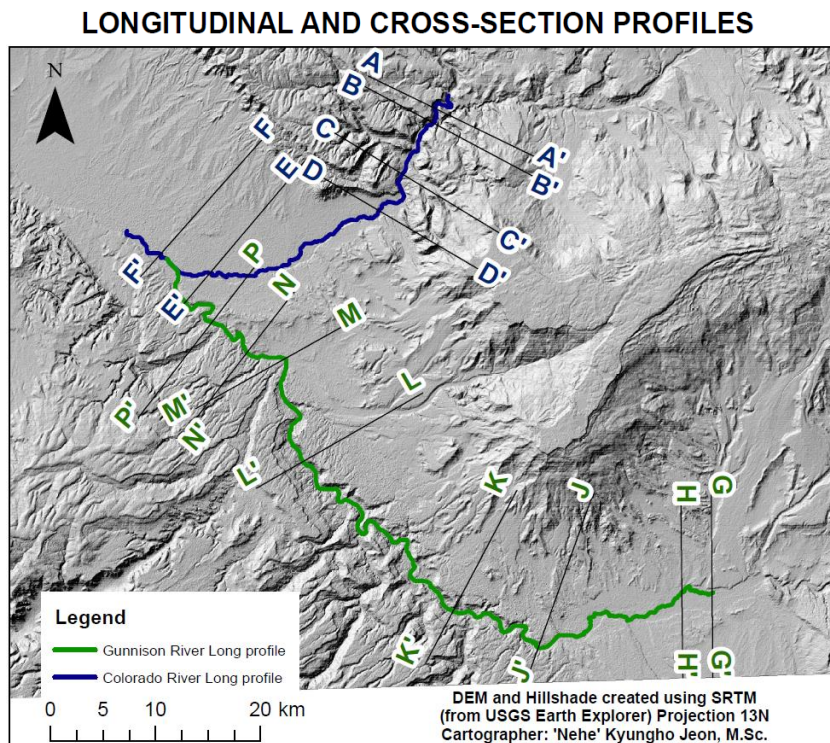 LONGITUDINAL AND CROSS-SECTION PROFILES
N
A
B
C
D
E
F
A'
B'
C'
D'
E'
F'
P
N
M
L
K
J
H
G
P'
M'
N'
L'
K'
J'
H'
G'
Legend
Gunnison River Long profile
Colorado River Long profile
0 5 10 20 km
DEM and Hillshade created using SRTM
(from USGS Earth Explorer) Projection 13N
Cartographer: 'Nehe' Kyungho Jeon, M.Sc.